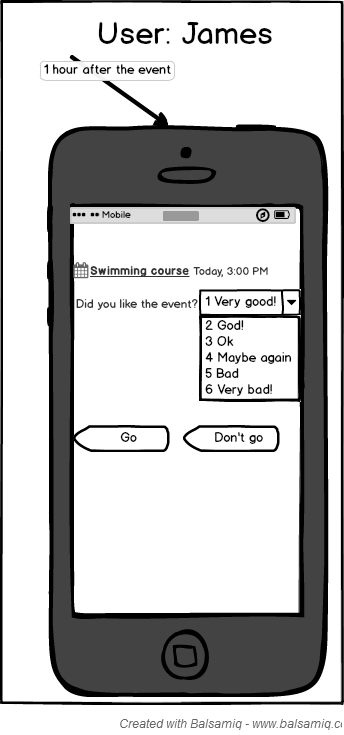 User: James
1 hour after the event
Mobile
Swimming course Today, 3:00 PM
Did you like the event? 1 Very good!
2 God!
3 Ok
4 Maybe again
5 Bad
6 Very bad!
Go Don't go
Created with Balsamiq - www.balsamiq.c